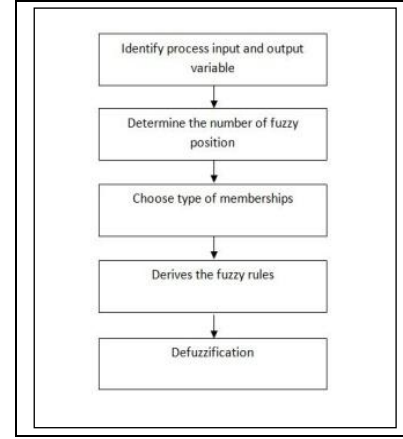 Identify process input and output
variable
Determine the number of fuzzy
position
Choose type of memberships
Derives the fuzzy rules
Defuzzification